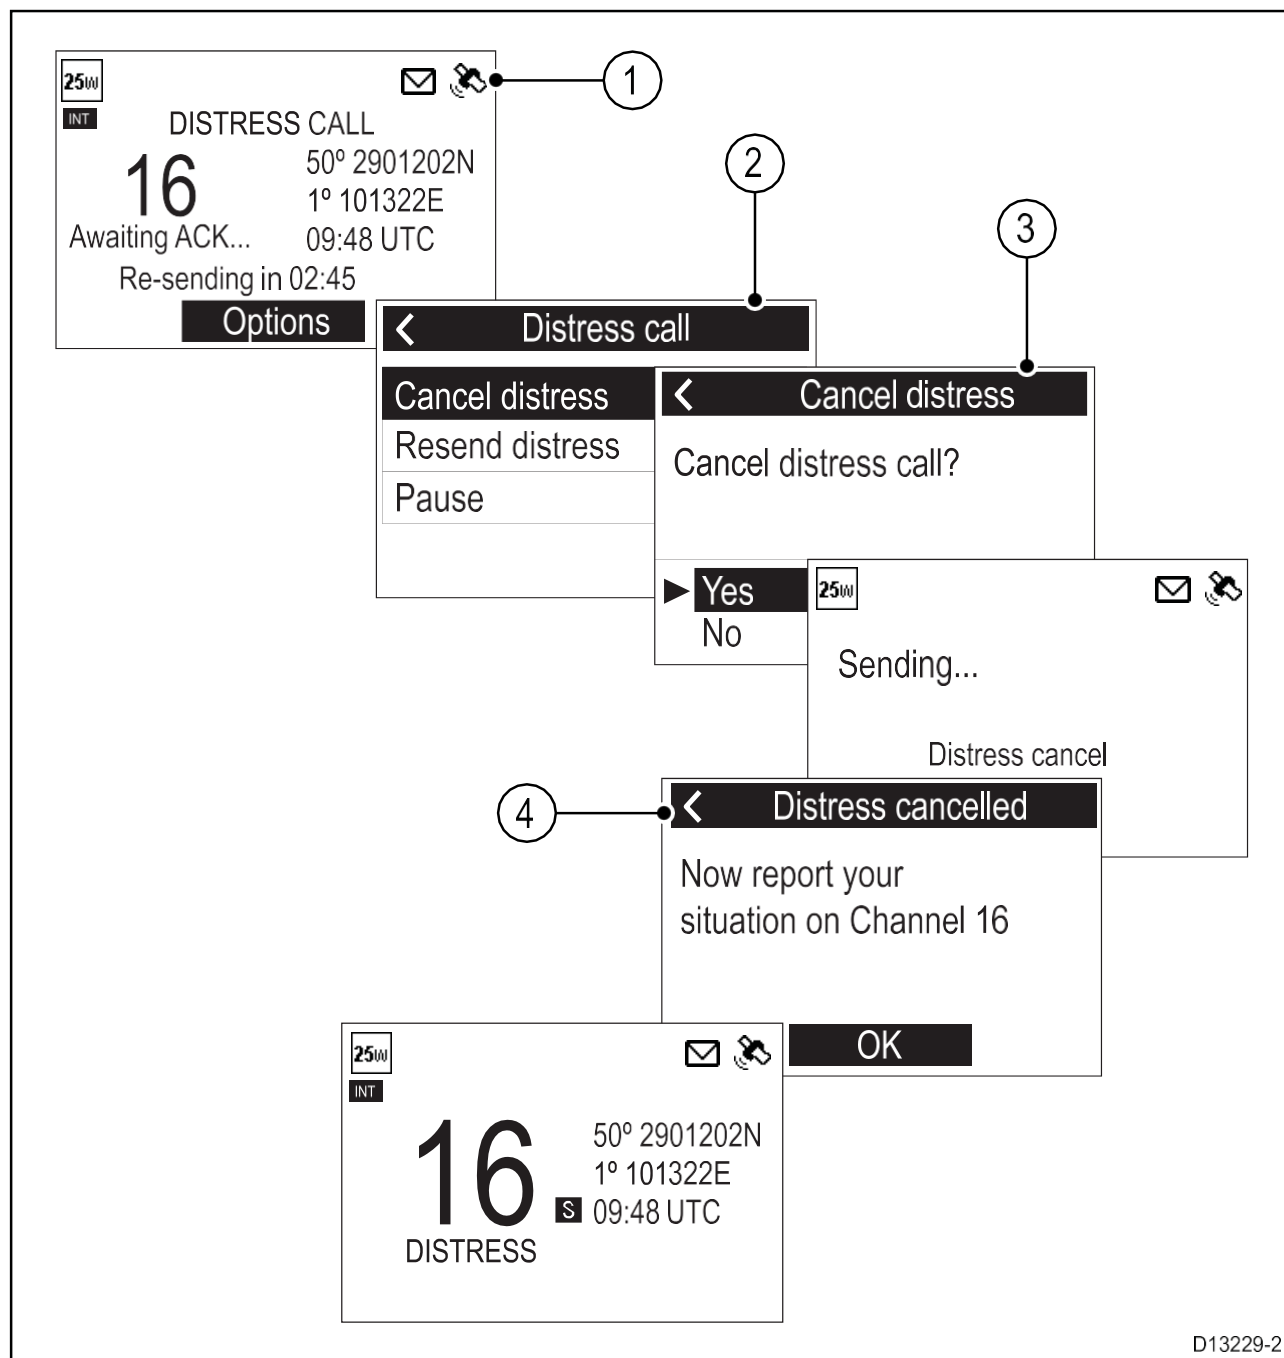 25W
1
INT
DISTRESS CALL
16
50º 2901202N
1º 101322E
Awaiting ACK...
09:48 UTC
Re-sending in 02:45
Options
2
Distress call
Cancel distress
Resend distress
Pause
3
Cancel distress
Cancel distress call?
Yes
No
25W
Sending...
Distress cancel
4
Distress cancelled
Now report your
situation on Channel 16
OK
25W
INT
16
50º 2901202N
1º 101322E
S 09:48 UTC
DISTRESS
D13229-2